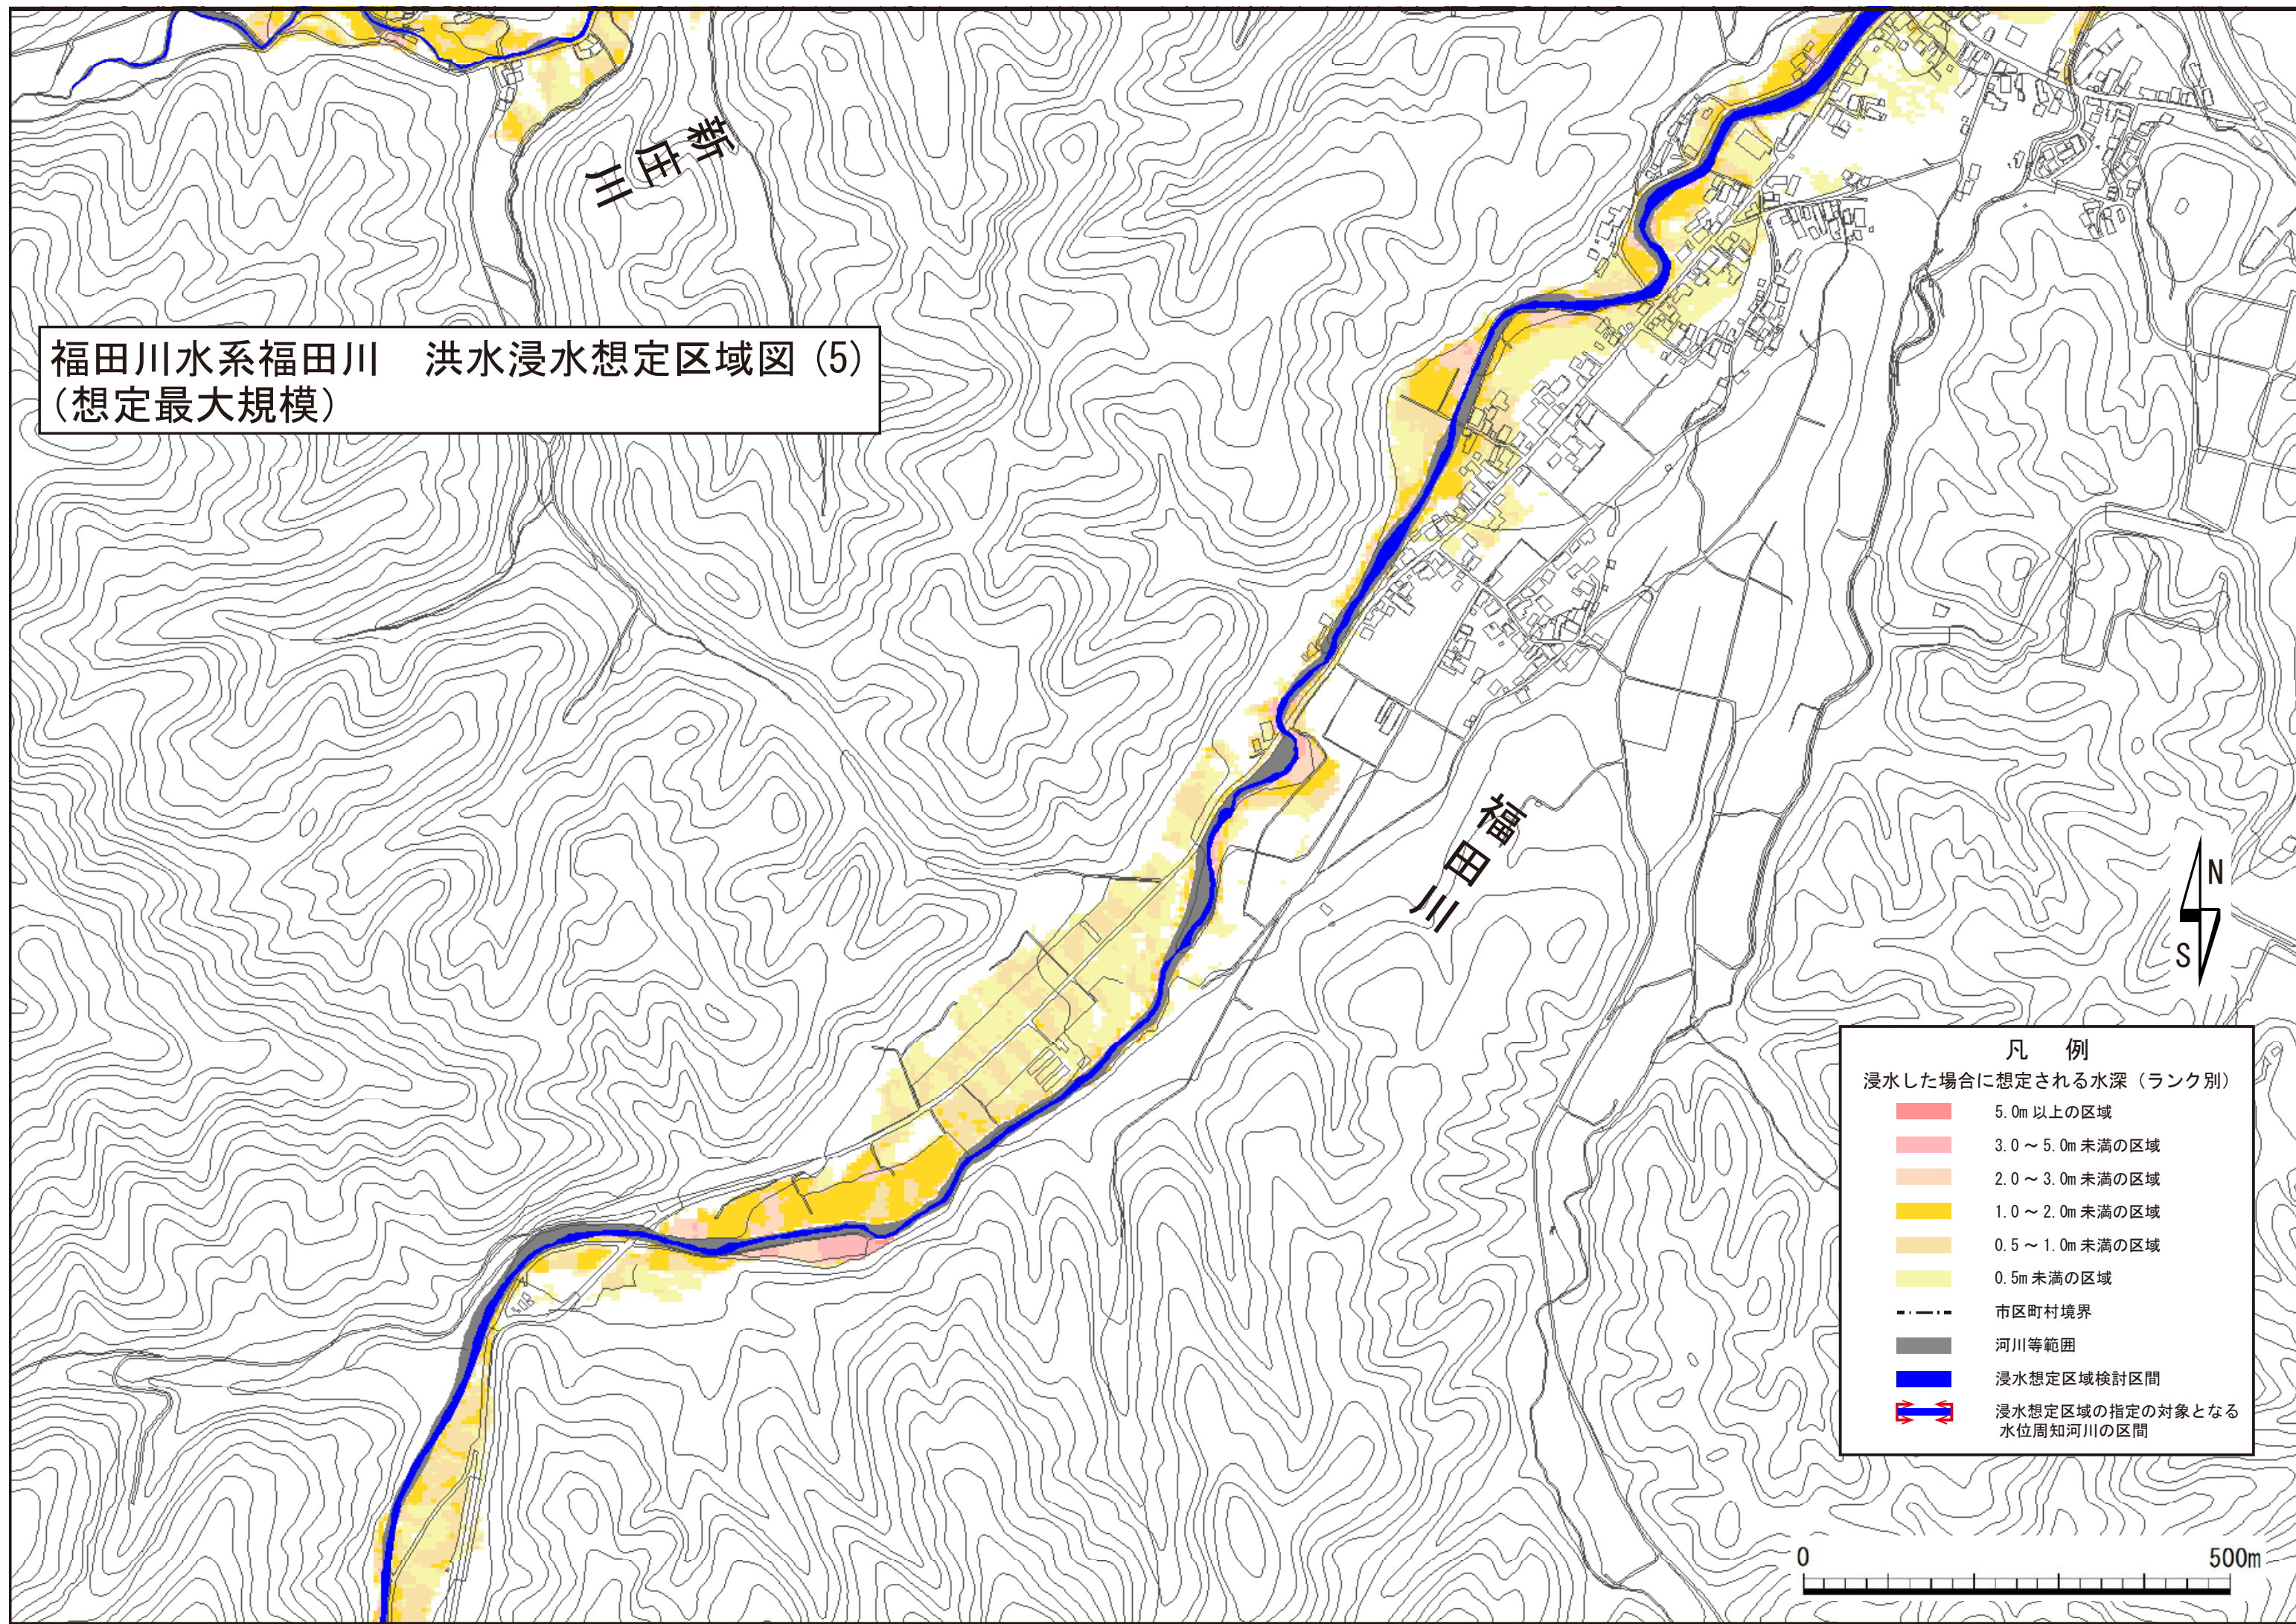 新庄川
福田川水系福田川　洪水浸水想定区域図（5）
（想定最大規模）
福田川
N
S
凡　例
浸水した場合に想定される水深（ランク別）
5.0m 以上の区域
3.0～5.0m 未満の区域
2.0～3.0m 未満の区域
1.0～2.0m 未満の区域
0.5～1.0m 未満の区域
0.5m 未満の区域
市区町村境界
河川等範囲
浸水想定区域検討区間
浸水想定区域の指定の対象となる
水位周知河川の区間
0
500m